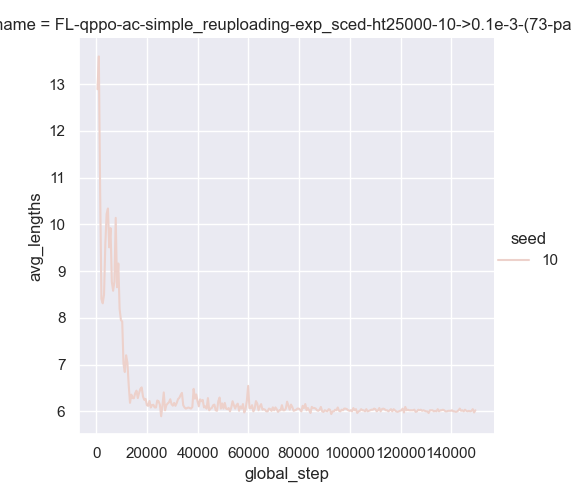 name = FL-qppo-ac-simple_reuploading-exp_sced-ht25000-10->0.1e-3-(73-pa
13
12
11
10
9
8
7
6
avg_lengths
0 20000 40000 60000 80000 100000 120000 140000
global_step
seed
10